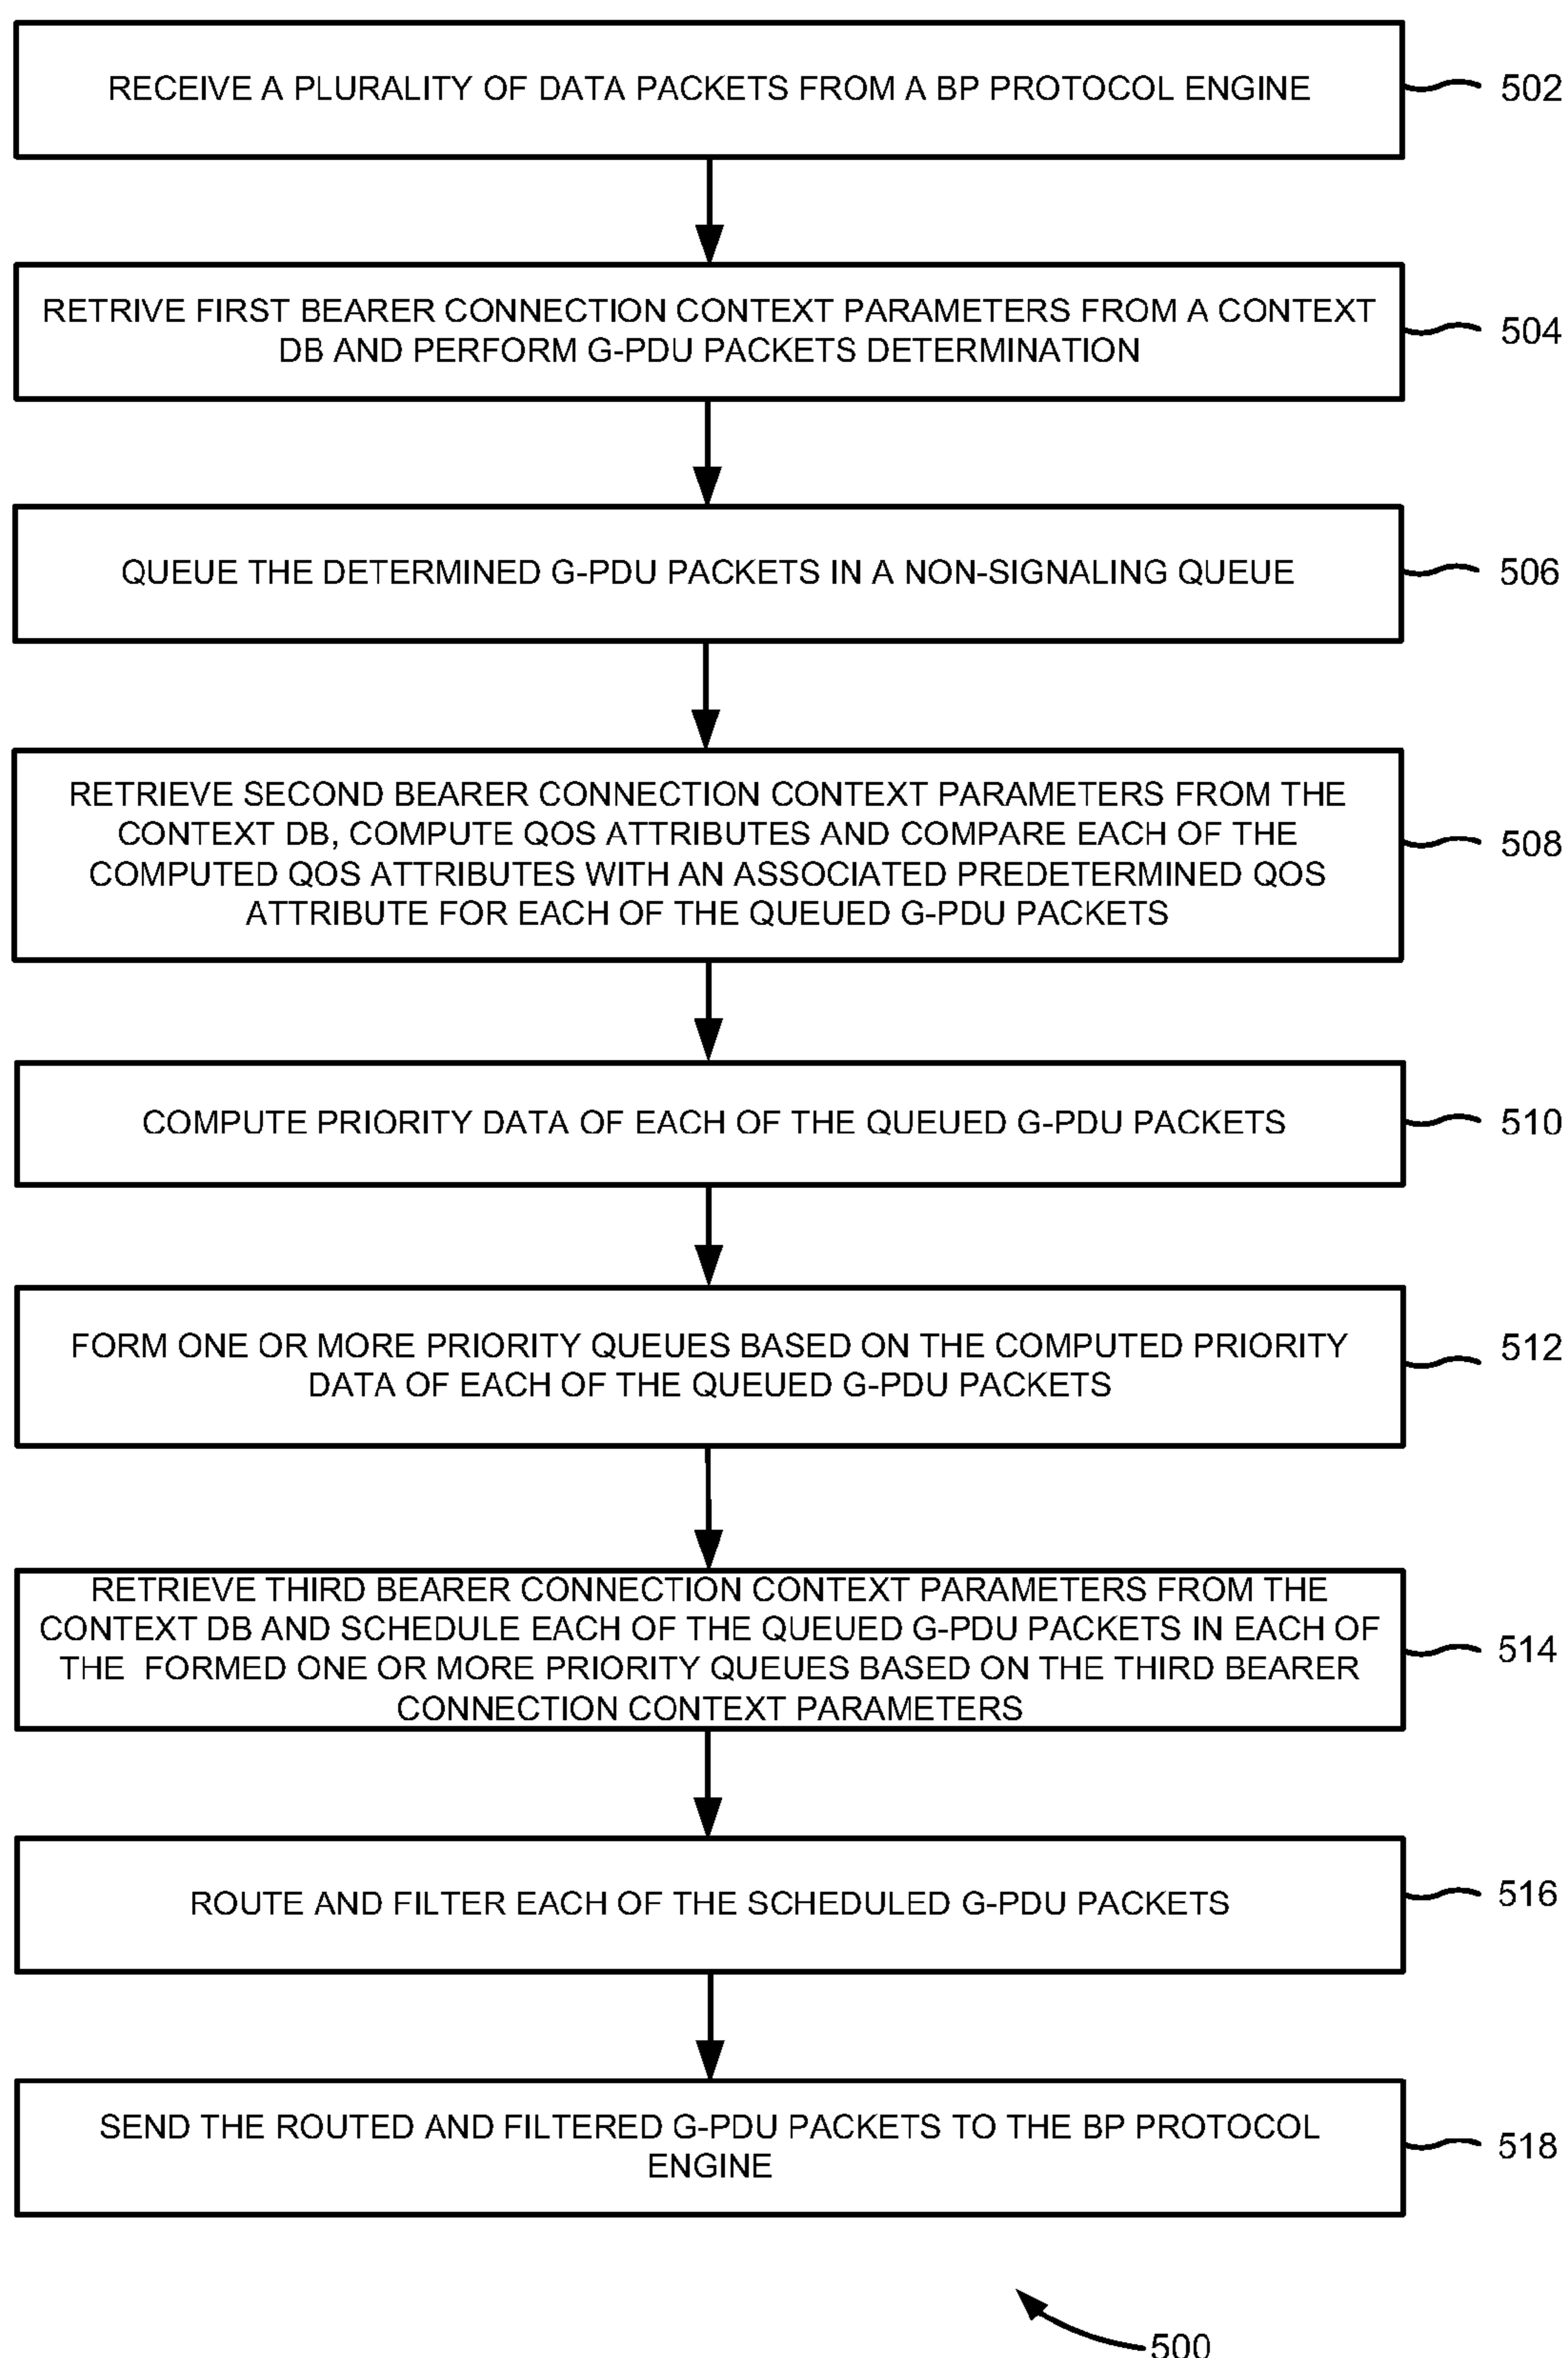 RECEIVE A PLURALITY OF DATA PACKETS FROM A BP PROTOCOL ENGINE
502
RETRIVE FIRST BEARER CONNECTION CONTEXT PARAMETERS FROM A CONTEXT
DB AND PERFORM G-PDU PACKETS DETERMINATION
504
QUEUE THE DETERMINED G-PDU PACKETS IN A NON-SIGNALING QUEUE
506
RETRIEVE SECOND BEARER CONNECTION CONTEXT PARAMETERS FROM THE
CONTEXT DB, COMPUTE QOS ATTRIBUTES AND COMPARE EACH OF THE
COMPUTED QOS ATTRIBUTES WITH AN ASSOCIATED PREDETERMINED QOS
ATTRIBUTE FOR EACH OF THE QUEUED G-PDU PACKETS
508
COMPUTE PRIORITY DATA OF EACH OF THE QUEUED G-PDU PACKETS
510
FORM ONE OR MORE PRIORITY QUEUES BASED ON THE COMPUTED PRIORITY
DATA OF EACH OF THE QUEUED G-PDU PACKETS
512
RETRIEVE THIRD BEARER CONNECTION CONTEXT PARAMETERS FROM THE
CONTEXT DB AND SCHEDULE EACH OF THE QUEUED G-PDU PACKETS IN EACH OF
THE FORMED ONE OR MORE PRIORITY QUEUES BASED ON THE THIRD BEARER
CONNECTION CONTEXT PARAMETERS
514
ROUTE AND FILTER EACH OF THE SCHEDULED G-PDU PACKETS
516
SEND THE ROUTED AND FILTERED G-PDU PACKETS TO THE BP PROTOCOL
ENGINE
518
500